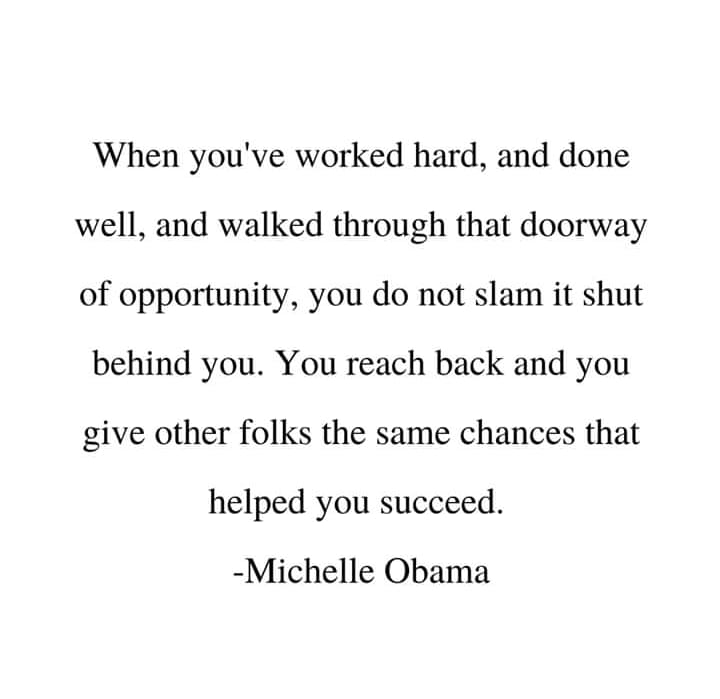 When you've worked hard, and done
well, and walked through that doorway
of opportunity, you do not slam it shut
behind you. You reach back and you
give other folks the same chances that
helped you succeed.
-Michelle Obama